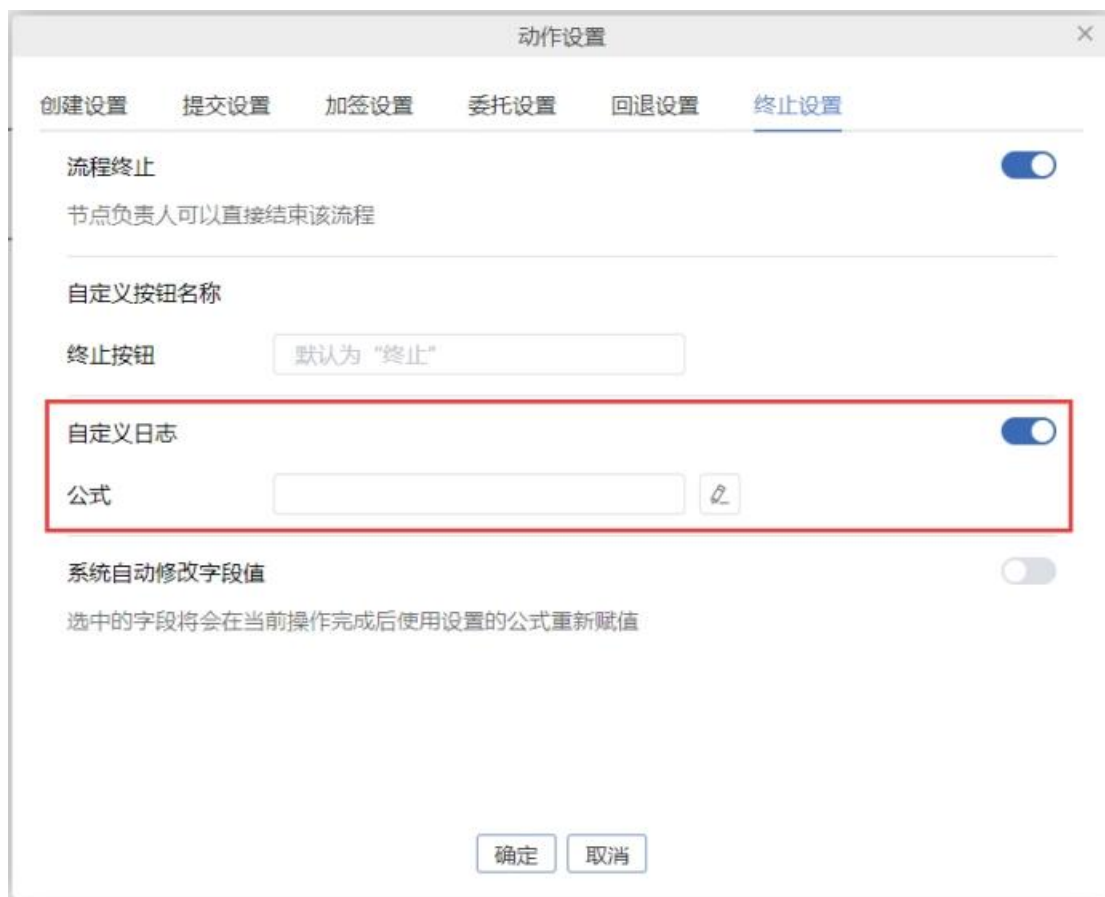 动作设置
创建设置 提交设置 加签设置 委托设置 回退设置 终止设置
流程终止
节点负责人可以直接结束该流程
自定义按钮名称
终止按钮 默认为“终止”
自定义日志
公式
系统自动修改字段值
选中的字段将会在当前操作完成后使用设置的公式重新赋值
确定 取消